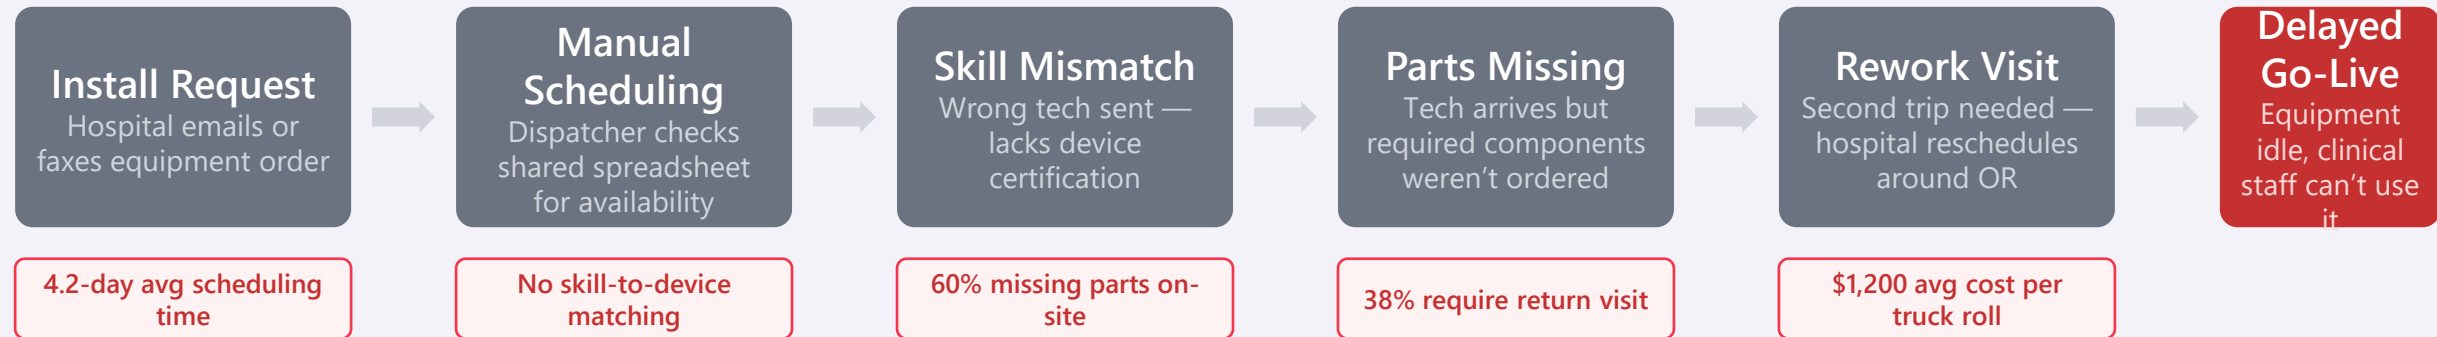 Install Request
Hospital emails or
faxes equipment order
Manual
Scheduling
Dispatcher checks
shared spreadsheet
for availability
Skill Mismatch
Wrong tech sent —
lacks device
certification
Parts Missing
Tech arrives but
required components
weren’t ordered
Rework Visit
Second trip needed —
hospital reschedules
around OR
Delayed
Go-Live
Equipment
idle, clinical
staff can’t use
it
4.2-day avg scheduling
time
No skill-to-device
matching
60% missing parts on-
site
38% require return visit
$1,200 avg cost per
truck roll